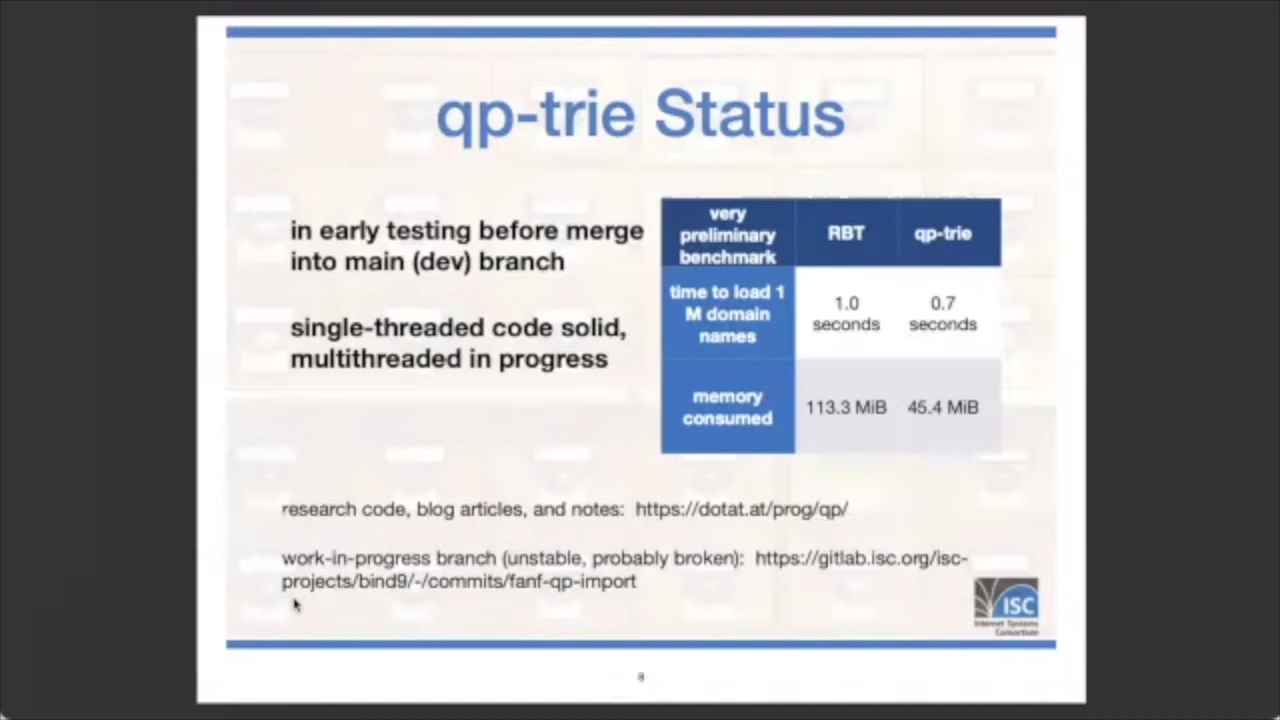 qp-trie Status
in early testing before merge
into main (dev) branch
single-threaded code solid,
multithreaded in progress
very
preliminary
benchmark
RBT
qp-trie
time to load 1
M domain
names
1.0
seconds
0.7
seconds
memory
consumed
113.3 MiB
45.4 MiB
research code, blog articles, and notes: https://dotat.at/prog/qp/
work-in-progress branch (unstable, probably broken): https://gitlab.isc.org/isc-
projects/bind9/-/commits/fanf-qp-import
ISC
Internet Systems
Consortium
8